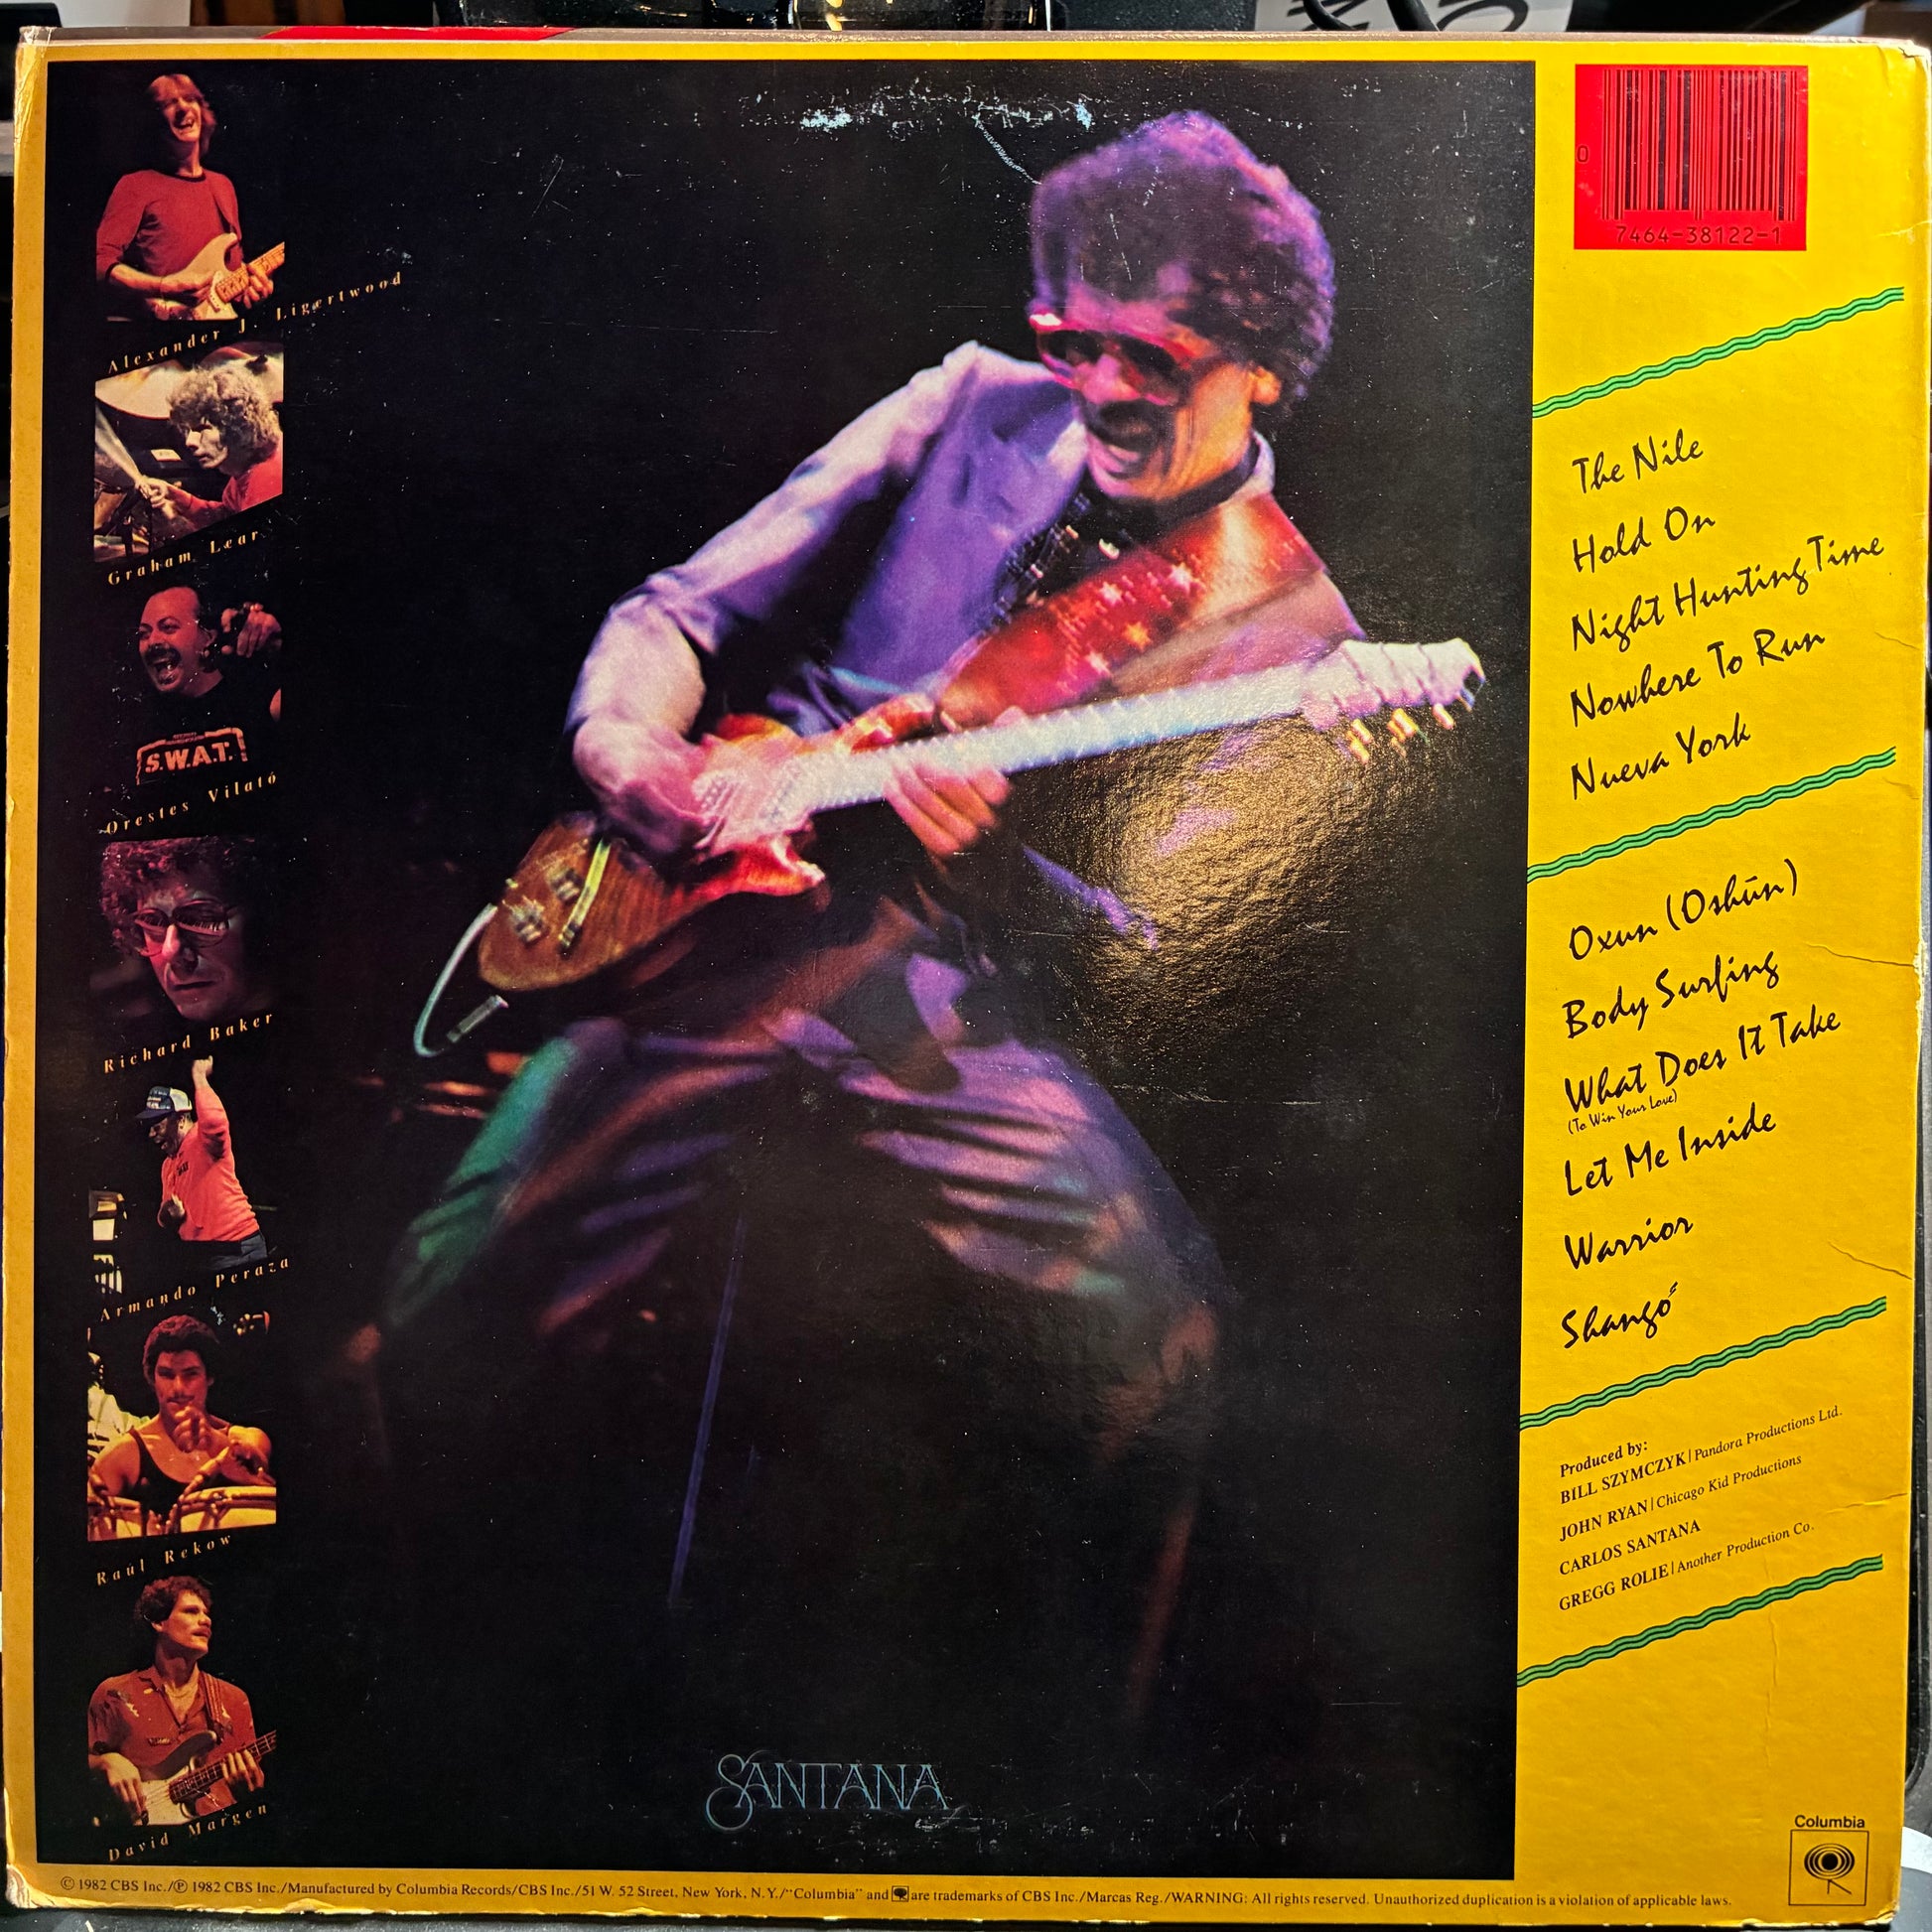 Alexander J. Ligertwood
Graham Lear
S.W.A.T.
Orestes Vilató
Richard Baker
Armando Peraza
Raúl Rekow
David Margen
SANTANA
0
7464-38122-1
The Nile
Hold On
Night Hunting Time
Nowhere To Run
Nueva York
Oxun (Oshūn)
Body Surfing
What Does It Take
(To Win Your Love)
Let Me Inside
Warrior
Shangó
Produced by:
BILL SZYMCZYK | Pandora Productions Ltd.
JOHN RYAN | Chicago Kid Productions
CARLOS SANTANA
GREGG ROLIE | Another Production Co.
Columbia
© 1982 CBS Inc./℗ 1982 CBS Inc./Manufactured by Columbia Records/CBS Inc./51 W. 52 Street, New York, N.Y./“Columbia” and are trademarks of CBS Inc./Marcas Reg./WARNING: All rights reserved. Unauthorized duplication is a violation of applicable laws.